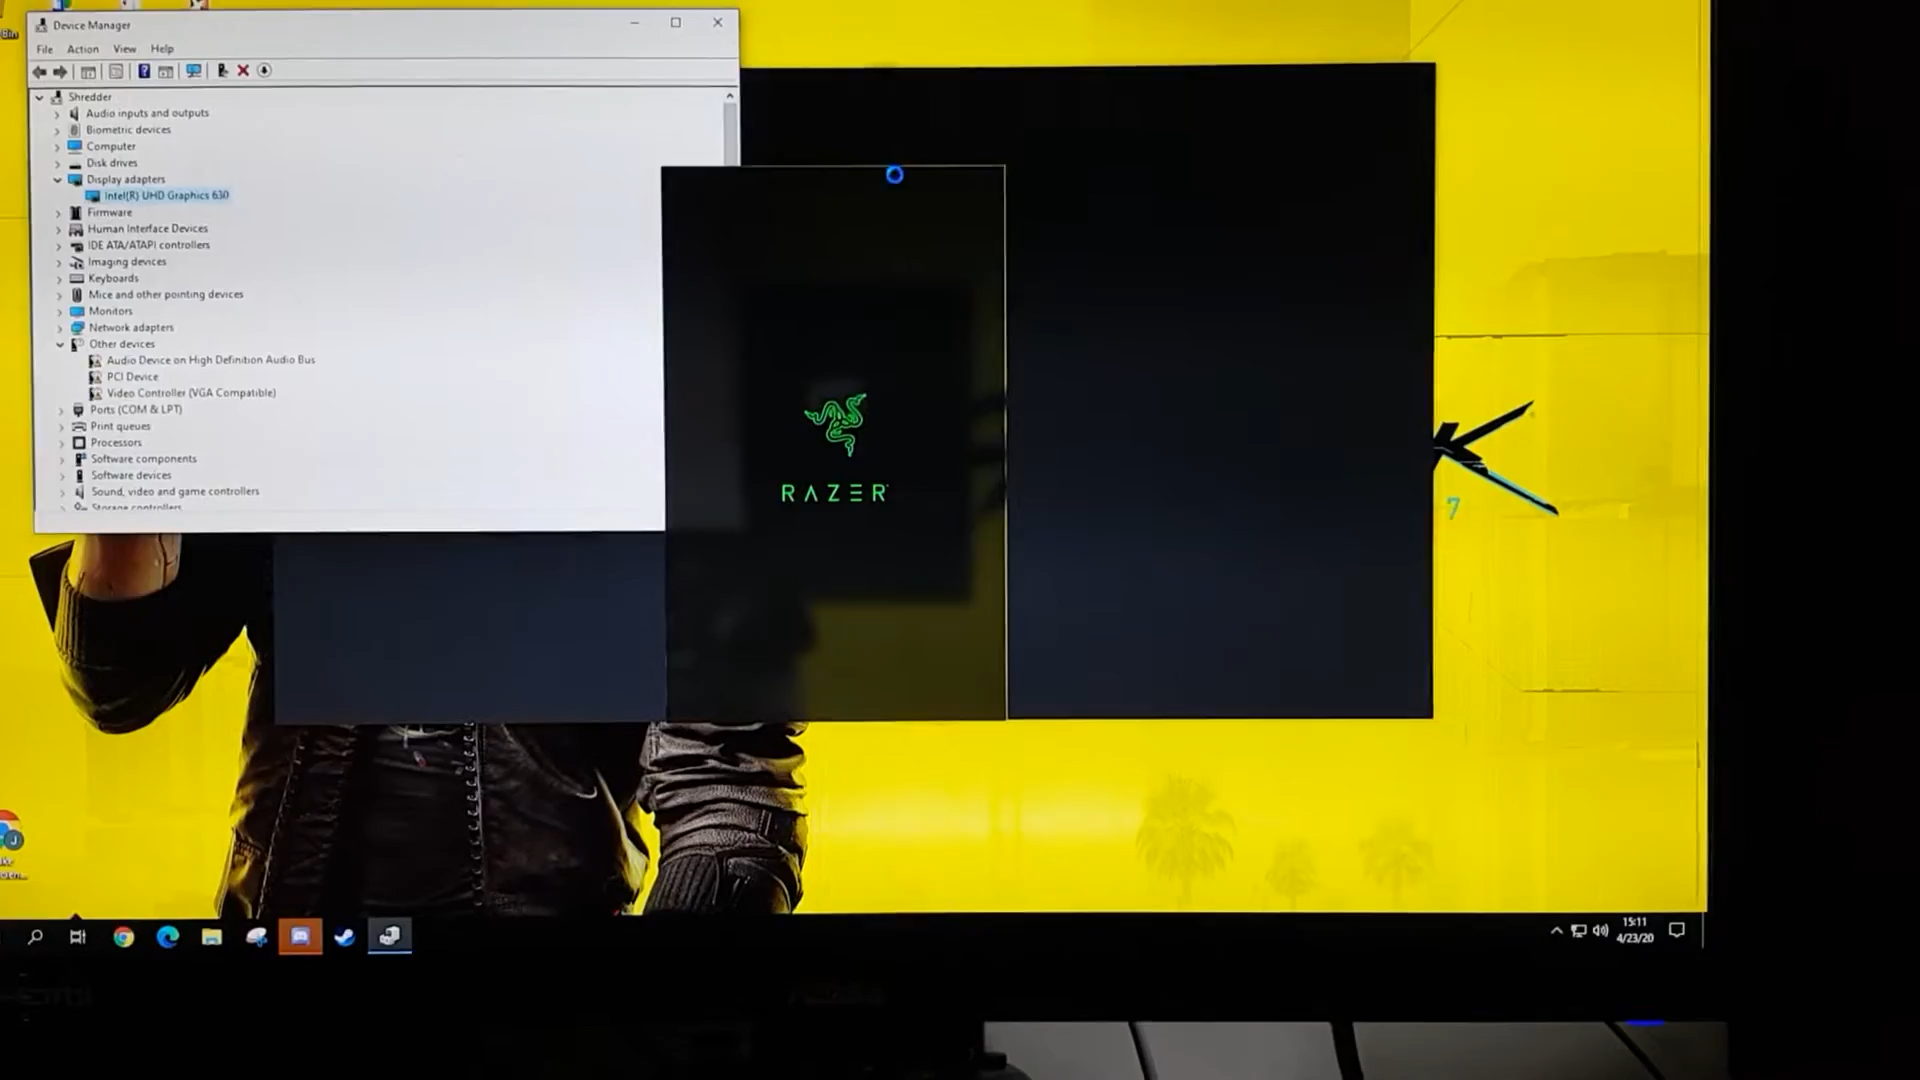 Bin
Device Manager
File Action View Help
Shredder
Audio inputs and outputs
Biometric devices
Computer
Disk drives
Display adapters
Intel(R) UHD Graphics 630
Firmware
Human Interface Devices
IDE ATA/ATAPI controllers
Imaging devices
Keyboards
Mice and other pointing devices
Monitors
Network adapters
Other devices
Audio Device on High Definition Audio Bus
PCI Device
Video Controller (VGA Compatible)
Ports (COM & LPT)
Print queues
Processors
Software components
Software devices
Sound, video and game controllers
Storage controllers
RAZER
7
J
15:11
4/23/20